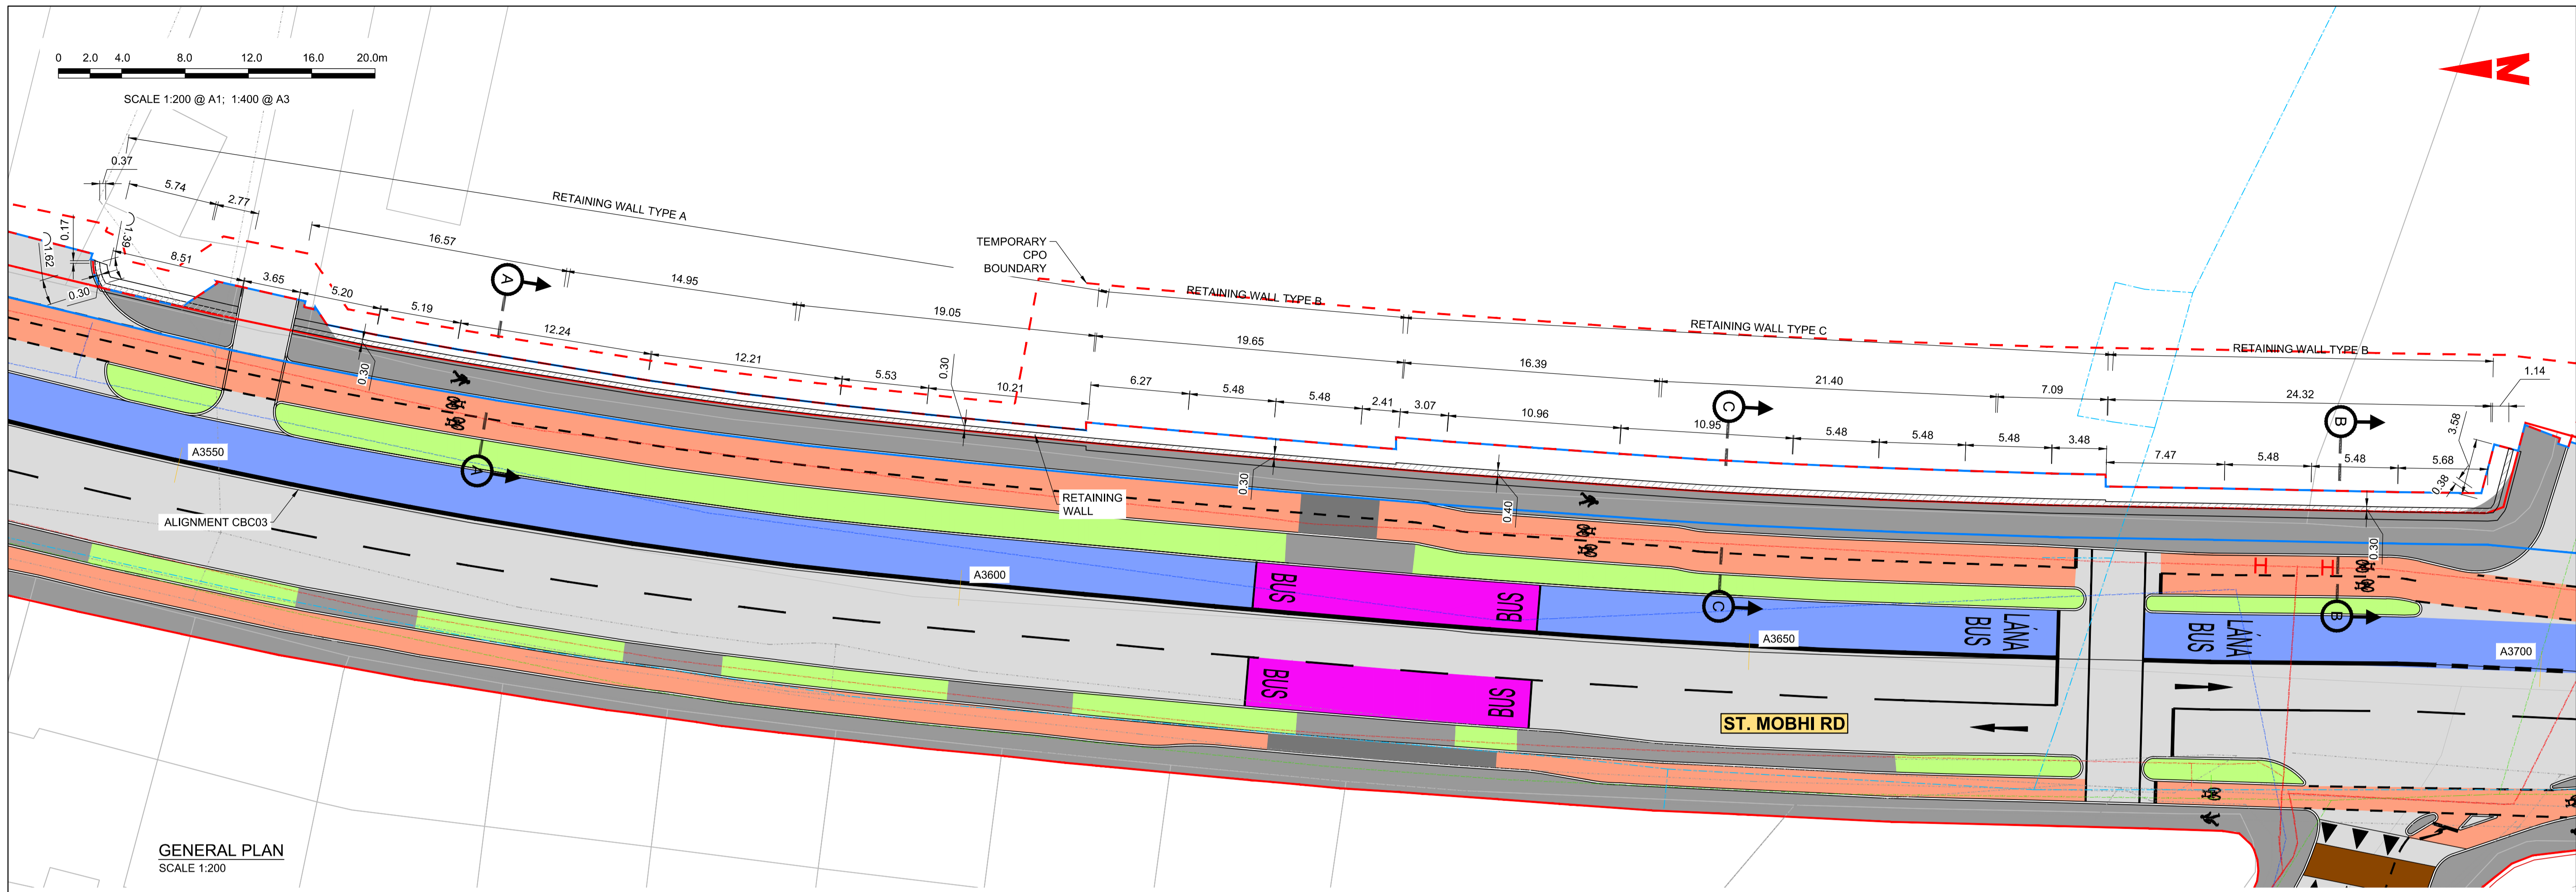 0 2.0 4.0 8.0 12.0 16.0 20.0m
SCALE 1:200 @ A1; 1:400 @ A3
N
0.37
5.74
2.77
RETAINING WALL TYPE A
16.57
14.95
19.05
TEMPORARY
CPO
BOUNDARY
RETAINING WALL TYPE B
RETAINING WALL TYPE C
RETAINING WALL TYPE B
19.65
16.39
21.40
7.09
24.32
1.14
0.17
1.39
1.62
0.30
8.51
3.65
5.20
5.19
12.24
12.21
5.53
10.21
6.27
5.48
5.48
2.41
3.07
10.96
10.95
5.48
5.48
5.48
3.48
7.47
5.48
5.48
5.68
3.58
0.38
A
C
B
0.30
0.30
0.30
0.40
0.30
RETAINING
WALL
A3550
ALIGNMENT CBC03
A
A3600
BUS
BUS
C
A3650
BUS
LÁNA
BUS
LÁNA
H H
B
A3700
BUS
BUS
ST. MOBHI RD
GENERAL PLAN
SCALE 1:200